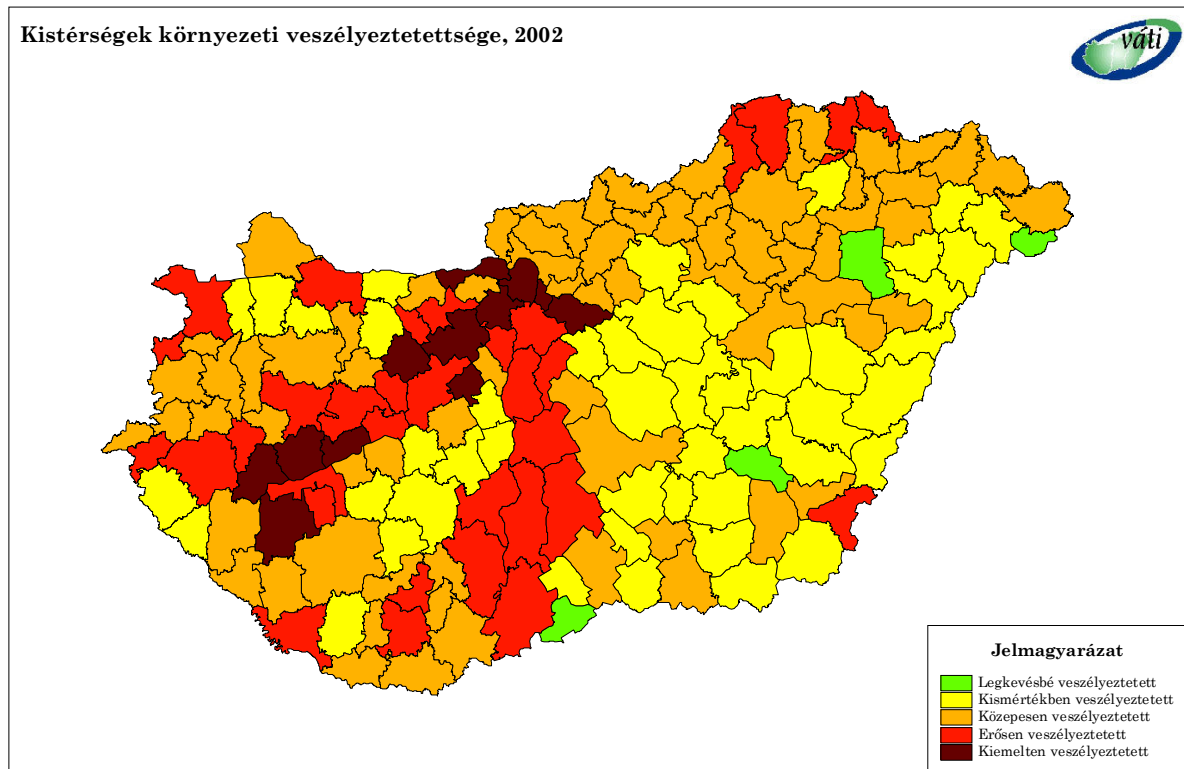 Kistérségek környezeti veszélyeztetettsége, 2002
váti
Jelmagyarázat
Legkevésbé veszélyeztetett
Kismértékben veszélyeztetett
Közepesen veszélyeztetett
Erősen veszélyeztetett
Kiemelten veszélyeztetett